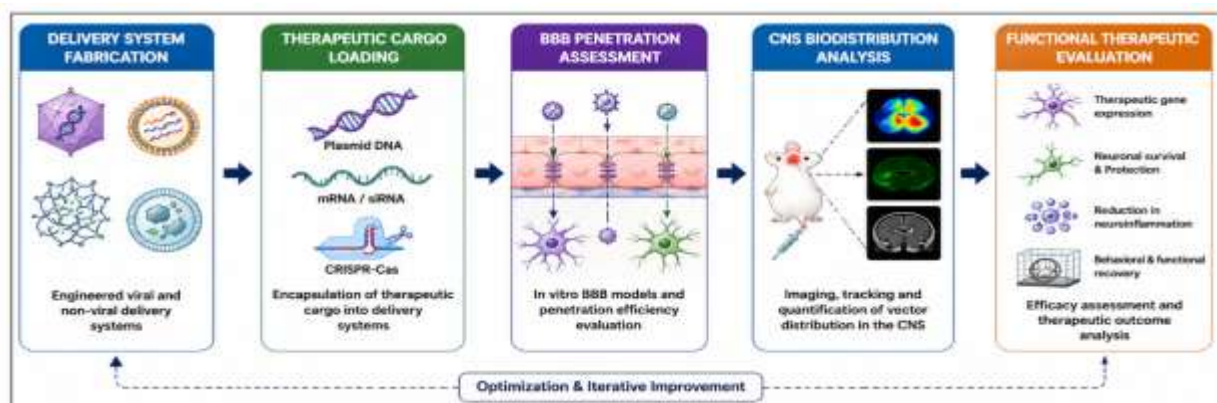 DELIVERY SYSTEM
FABRICATION
Engineered viral and
non-viral delivery
systems
THERAPEUTIC CARGO
LOADING
Plasmid DNA
mRNA / siRNA
CRISPR-Cas
Encapsulation of therapeutic
cargo into delivery
systems
BBB PENETRATION
ASSESSMENT
In vitro BBB models and
penetration efficiency
evaluation
CNS BIODISTRIBUTION
ANALYSIS
Imaging, tracking and
quantification of vector
distribution in the CNS
FUNCTIONAL THERAPEUTIC
EVALUATION
Therapeutic gene
expression
Neuronal survival
& Protection
Reduction in
neuroinflammation
Behavioral & functional
recovery
Efficacy assessment and
therapeutic outcome
analysis
Optimization & Iterative Improvement